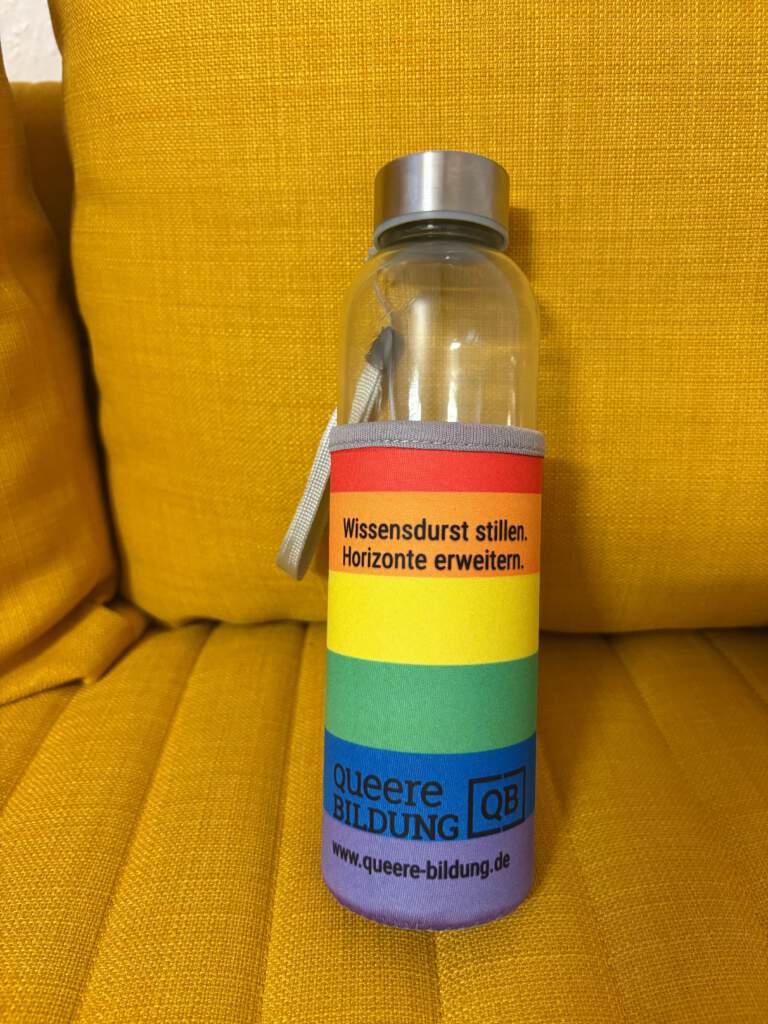 Wissensdurst stillen.
Horizonte erweitern.
Queere
BILDUNG
QB
www.queere-bildung.de